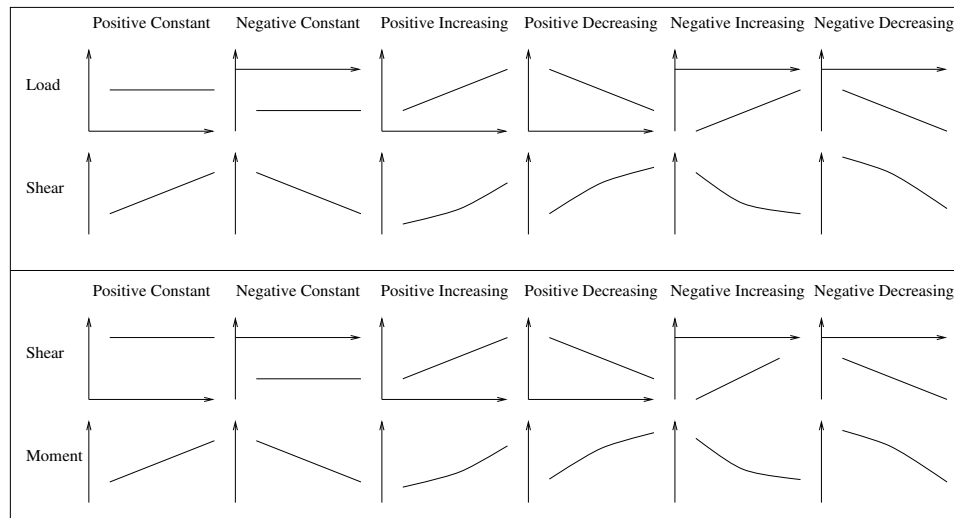 Positive Constant Negative Constant Positive Increasing Positive Decreasing Negative Increasing Negative Decreasing
Load
Shear
Positive Constant Negative Constant Positive Increasing Positive Decreasing Negative Increasing Negative Decreasing
Shear
Moment